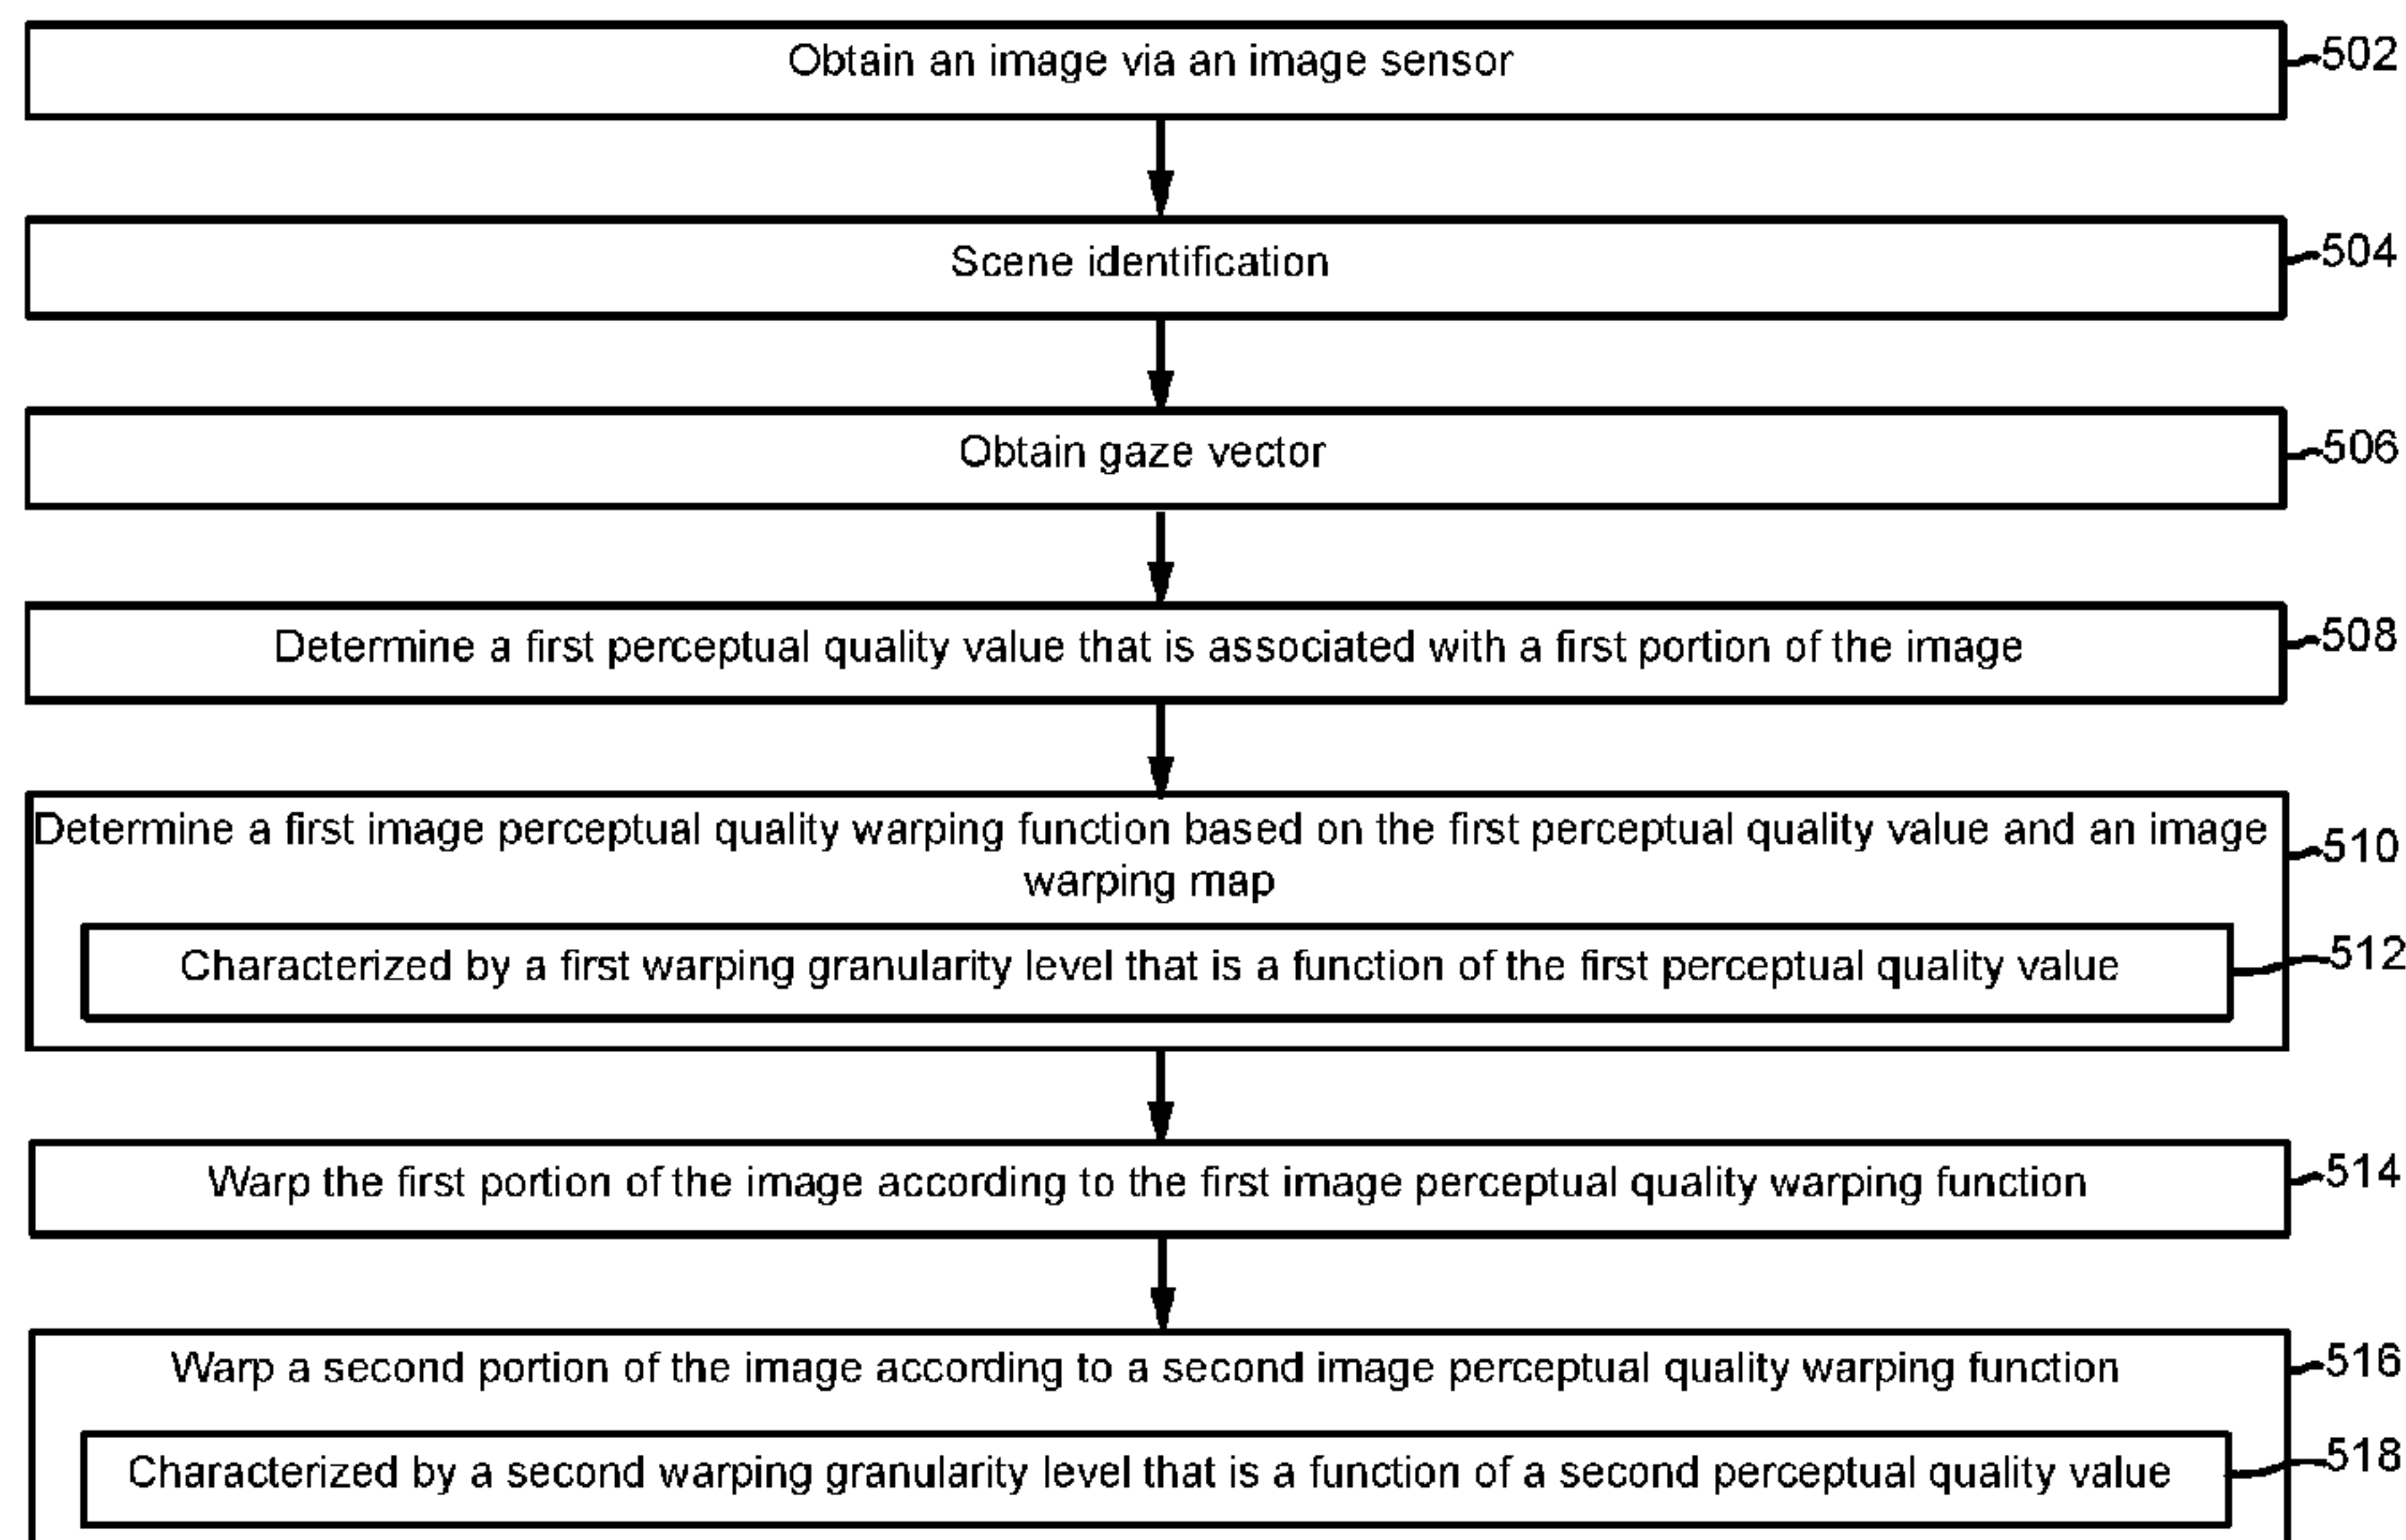 Obtain an image via an image sensor
502
Scene identification
504
Obtain gaze vector
506
Determine a first perceptual quality value that is associated with a first portion of the image
508
Determine a first image perceptual quality warping function based on the first perceptual quality value and an image
warping map
510
Characterized by a first warping granularity level that is a function of the first perceptual quality value
512
Warp the first portion of the image according to the first image perceptual quality warping function
514
Warp a second portion of the image according to a second image perceptual quality warping function
516
Characterized by a second warping granularity level that is a function of a second perceptual quality value
518